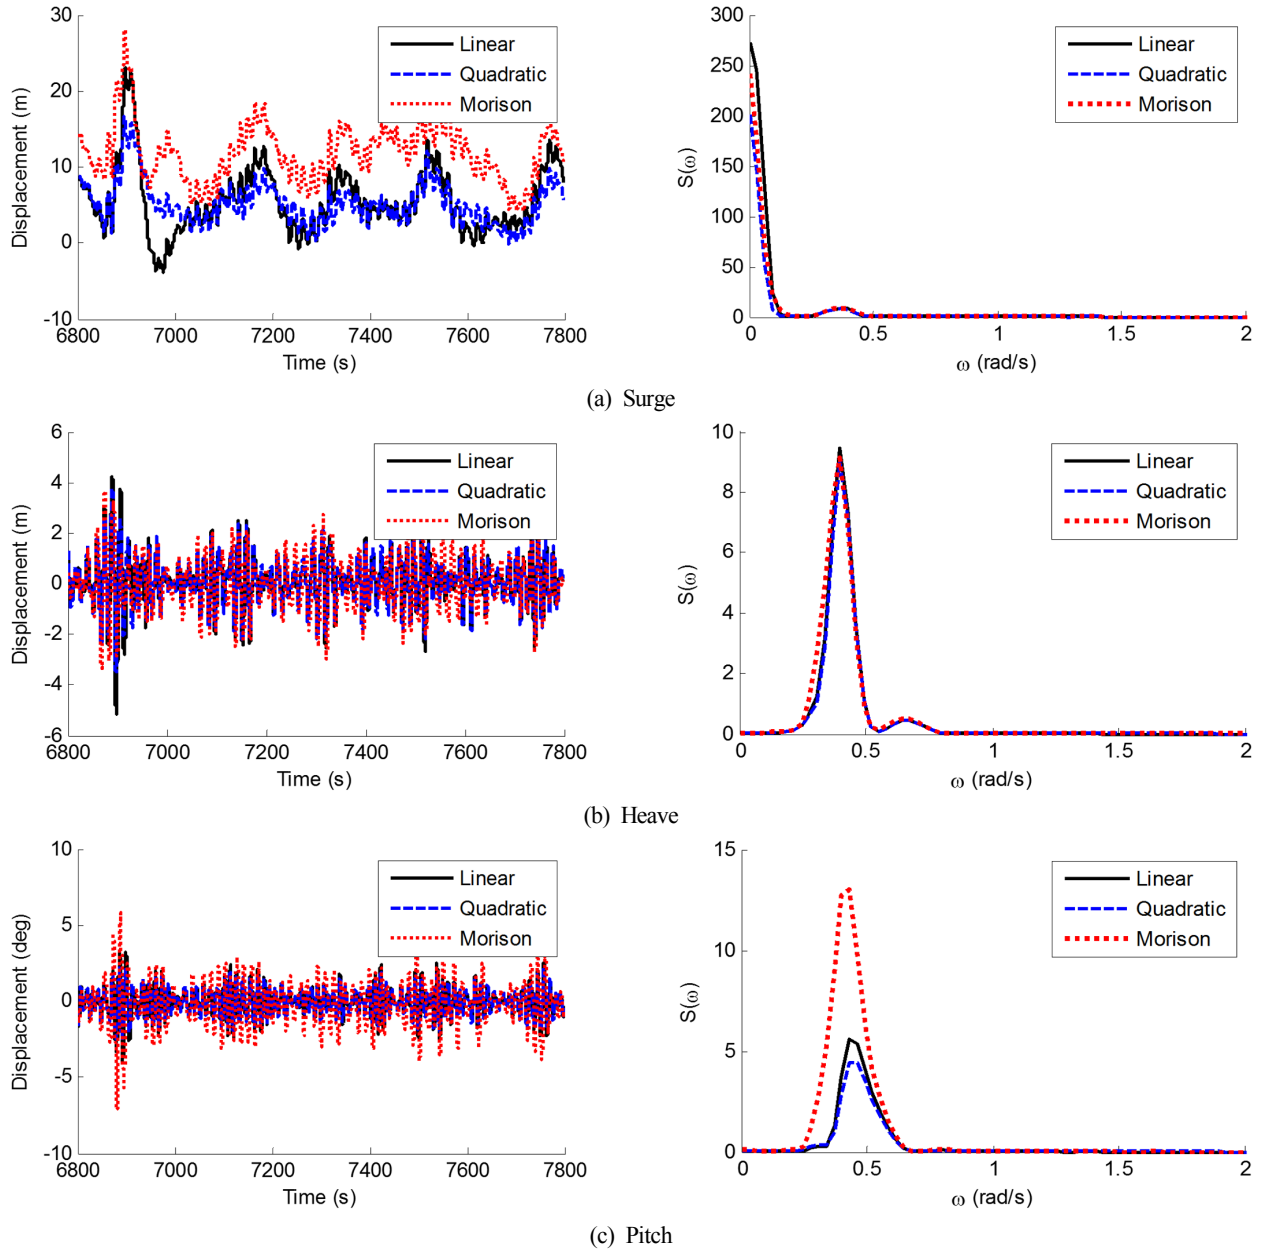 30
20
10
0
-10
Displacement (m)
6800 7000 7200 7400 7600 7800
Time (s)
Linear
Quadratic
Morison
300
250
200
150
100
50
0
S(ω)
0 0.5 1 1.5 2
ω (rad/s)
Linear
Quadratic
Morison
(a) Surge
6
4
2
0
-2
-4
-6
Displacement (m)
6800 7000 7200 7400 7600 7800
Time (s)
Linear
Quadratic
Morison
10
8
6
4
2
0
S(ω)
0 0.5 1 1.5 2
ω (rad/s)
Linear
Quadratic
Morison
(b) Heave
10
5
0
-5
-10
Displacement (deg)
6800 7000 7200 7400 7600 7800
Time (s)
Linear
Quadratic
Morison
15
10
5
0
S(ω)
0 0.5 1 1.5 2
ω (rad/s)
Linear
Quadratic
Morison
(c) Pitch